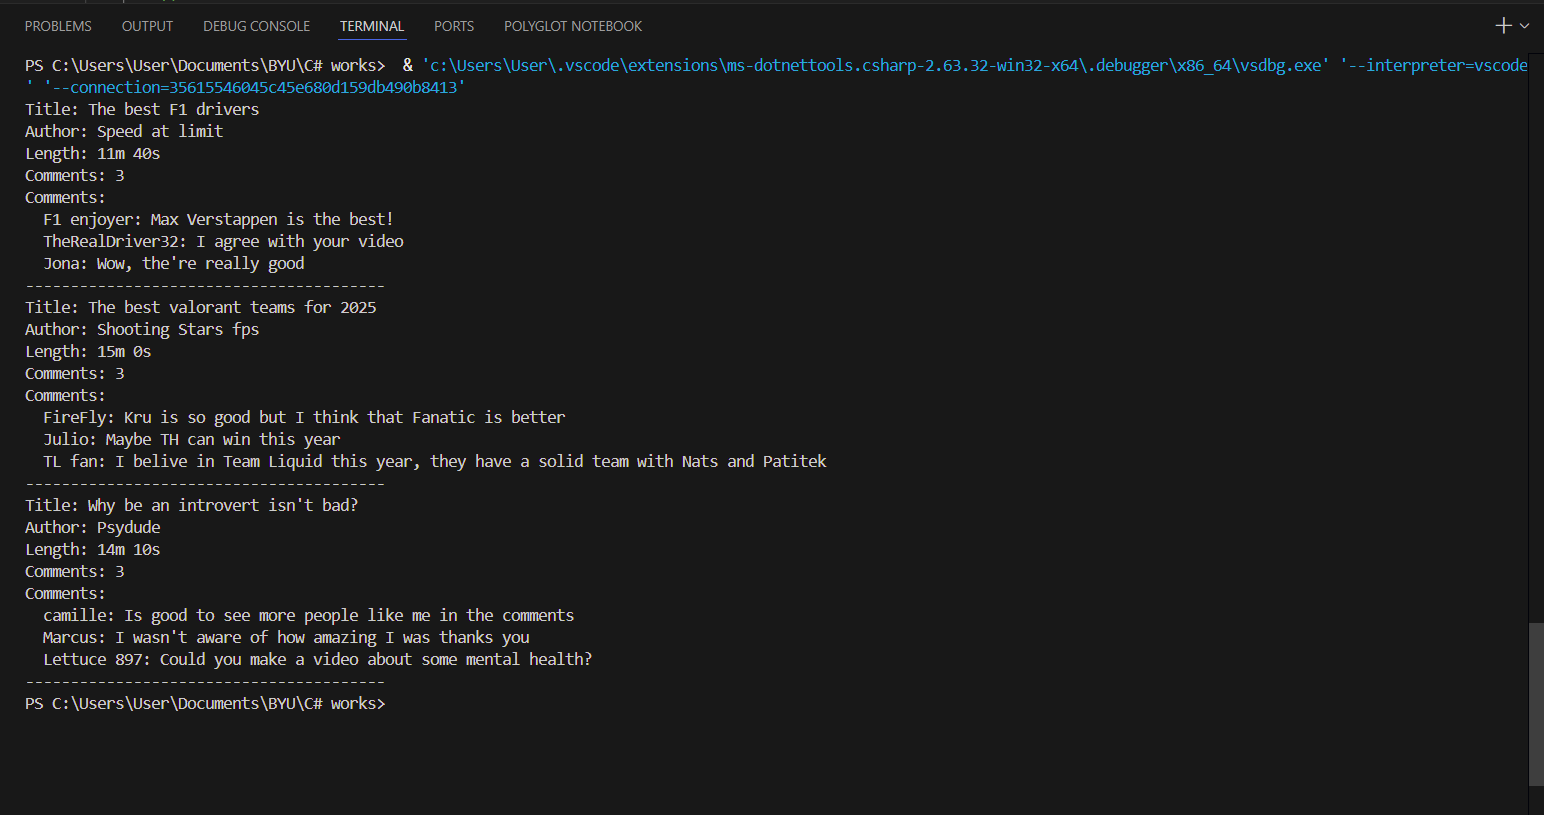 PROBLEMS OUTPUT DEBUG CONSOLE TERMINAL PORTS POLYGLOT NOTEBOOK
PS C:\Users\User\Documents\BYU\C# works>  & 'c:\Users\User\.vscode\extensions\ms-dotnettools.csharp-2.63.32-win32-x64\.debugger\x86_64\vsdbg.exe' '--interpreter=vscode
' '--connection=35615546045c45e680d159db490b8413'
Title: The best F1 drivers
Author: Speed at limit
Length: 11m 40s
Comments: 3
Comments:
  F1 enjoyer: Max Verstappen is the best!
  TheRealDriver32: I agree with your video
  Jona: Wow, the're really good
----------------------------------------
Title: The best valorant teams for 2025
Author: Shooting Stars fps
Length: 15m 0s
Comments: 3
Comments:
  FireFly: Kru is so good but I think that Fanatic is better
  Julio: Maybe TH can win this year
  TL fan: I belive in Team Liquid this year, they have a solid team with Nats and Patitek
----------------------------------------
Title: Why be an introvert isn't bad?
Author: Psydude
Length: 14m 10s
Comments: 3
Comments:
  camille: Is good to see more people like me in the comments
  Marcus: I wasn't aware of how amazing I was thanks you
  Lettuce 897: Could you make a video about some mental health?
----------------------------------------
PS C:\Users\User\Documents\BYU\C# works>